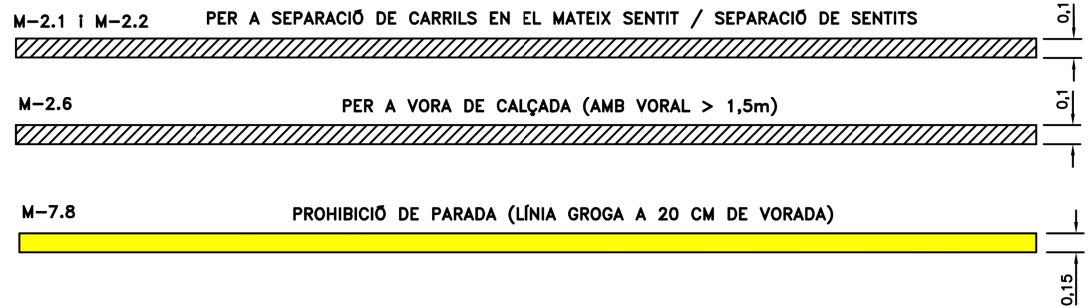 M-2.1 i M-2.2 PER A SEPARACIÓ DE CARRILS EN EL MATEIX SENTIT / SEPARACIÓ DE SENTITS
0,1
M-2.6 PER A VORA DE CALÇADA (AMB VORAL > 1,5m)
0,1
M-7.8 PROHIBICIÓ DE PARADA (LÍNIA GROGA A 20 CM DE VORADA)
0,15